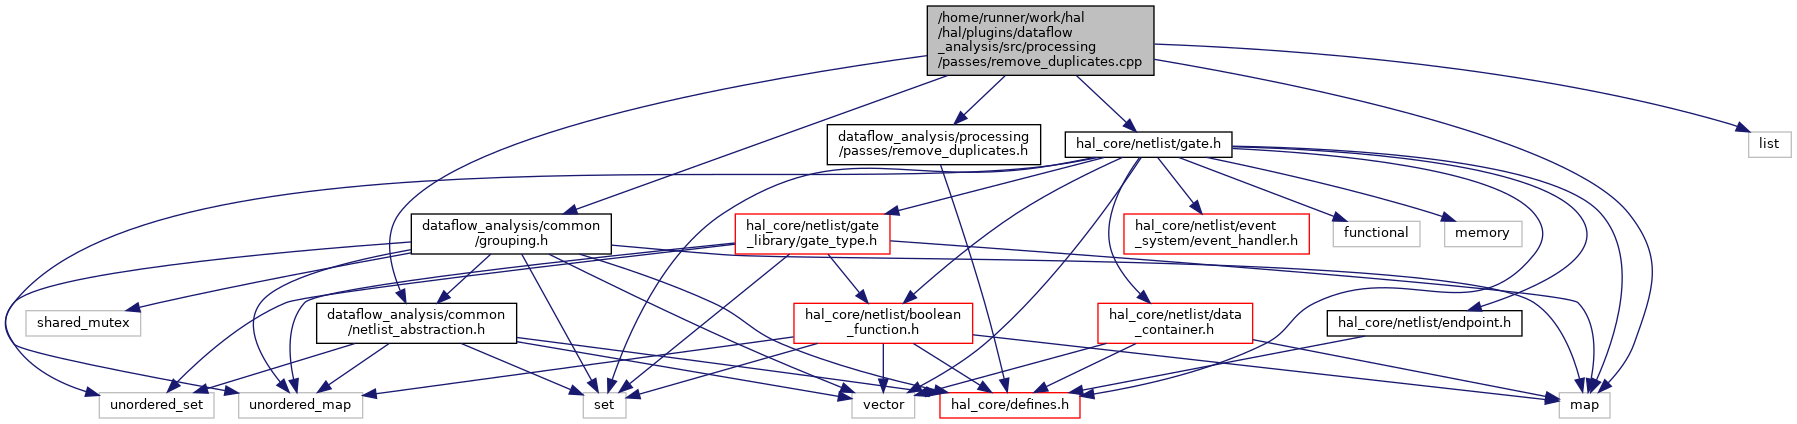 /home/runner/work/hal
/hal/plugins/dataflow
_analysis/src/processing
/passes/remove_duplicates.cpp
dataflow_analysis/processing
/passes/remove_duplicates.h
hal_core/netlist/gate.h
list
dataflow_analysis/common
/grouping.h
hal_core/netlist/gate
_library/gate_type.h
hal_core/netlist/event
_system/event_handler.h
functional
memory
shared_mutex
dataflow_analysis/common
/netlist_abstraction.h
hal_core/netlist/boolean
_function.h
hal_core/netlist/data
_container.h
hal_core/netlist/endpoint.h
unordered_set
unordered_map
set
vector
hal_core/defines.h
map